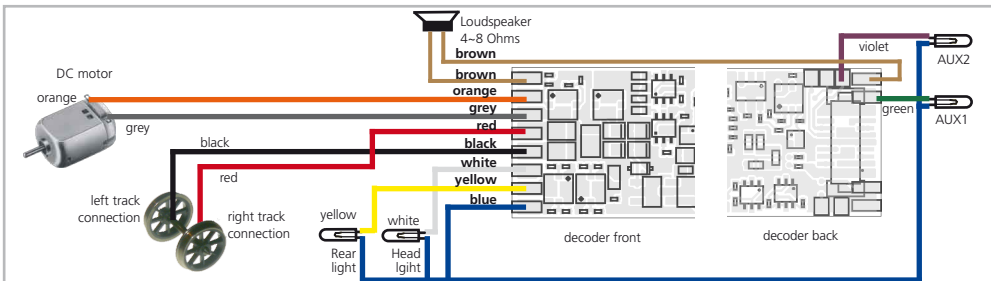 Loudspeaker
4~8 Ohms
brown
violet
AUX2
DC motor
brown
orange
orange
grey
grey
green
AUX1
red
black
black
white
red
yellow
left track
connection
blue
right track
connection
yellow
white
decoder front
decoder back
Rear
light
Head
lgiht